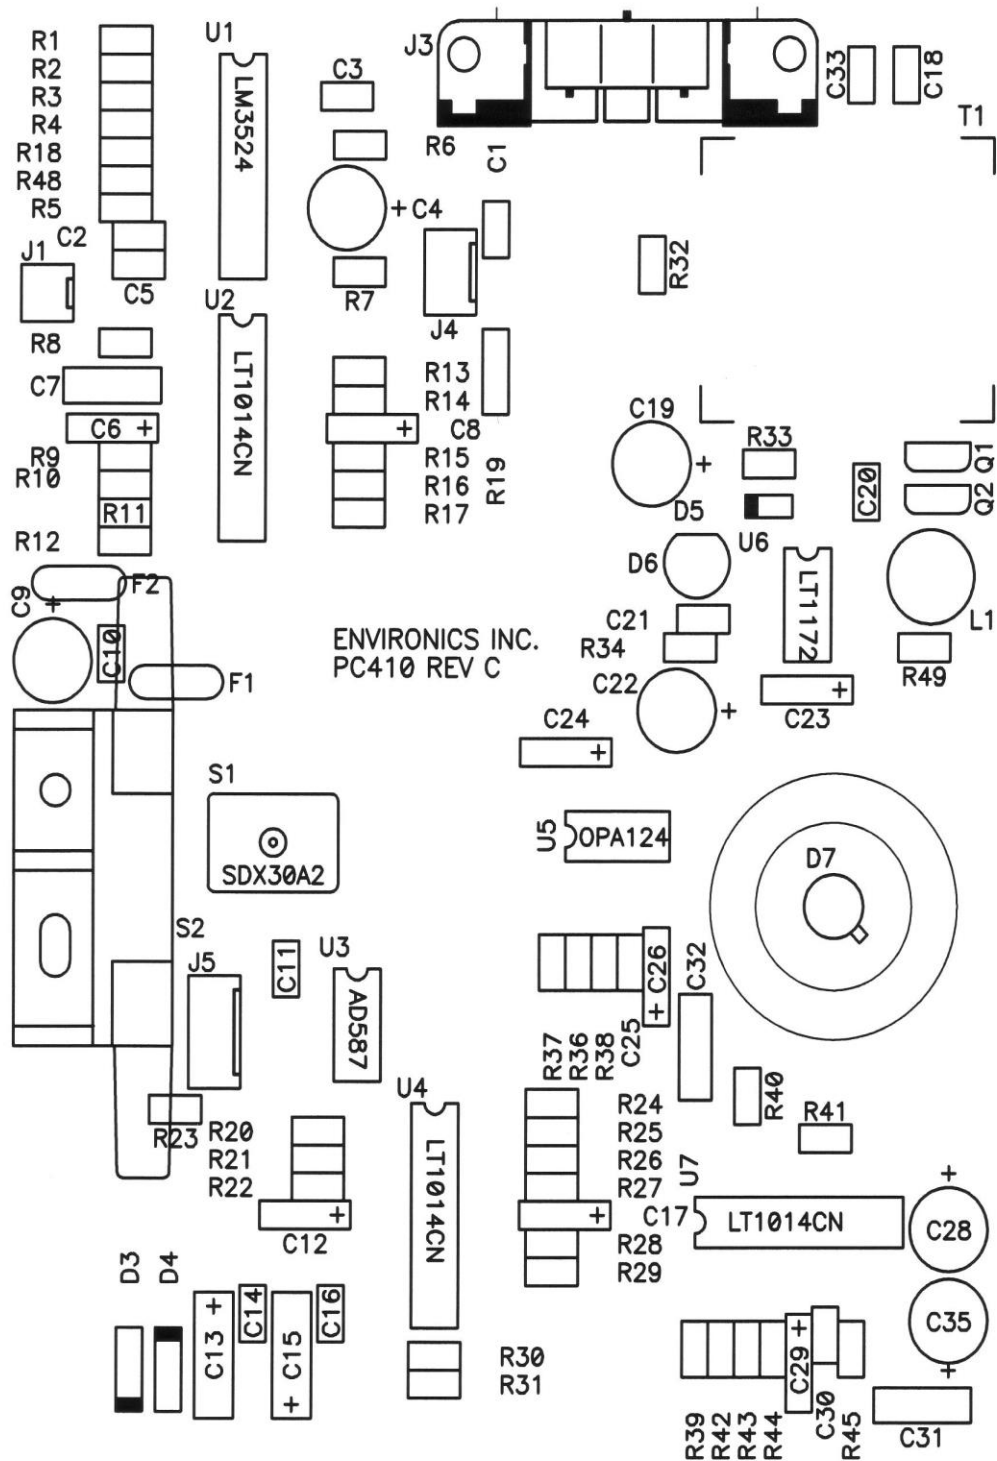 R1
R2
R3
R4
R18
R48
R5
C2
J1
C5
R8
C7
C6 +
R9
R10
R11
R12
U1
LM3524
U2
LT1014CN
C3
R6
+ C4
R7
J3
C1
J4
R13
R14
+ C8
R15
R16
R17
R19
C33
C18
T1
R32
C19
+
R33
D5
Q1
Q2
C20
U6
LT1172
D6
L1
C21
R34
R49
C22
+
+
C23
C9
+
F2
C10
F1
ENVIRONICS INC.
PC410 REV C
C24
+
S1
SDX30A2
S2
U5
OPA124
D7
J5
C11
U3
AD587
C26
+
C32
R37
R36
R38
C25
U4
LT1014CN
R23
R20
R21
R22
+
C12
R24
R25
R26
R27
+ C17
R28
R29
R40
R41
U7
LT1014CN
+
C28
C35
+
D3
D4
C13 +
C14
C15 +
C16
R30
R31
C29 +
R39
R42
R43
R44
C30
R45
C31